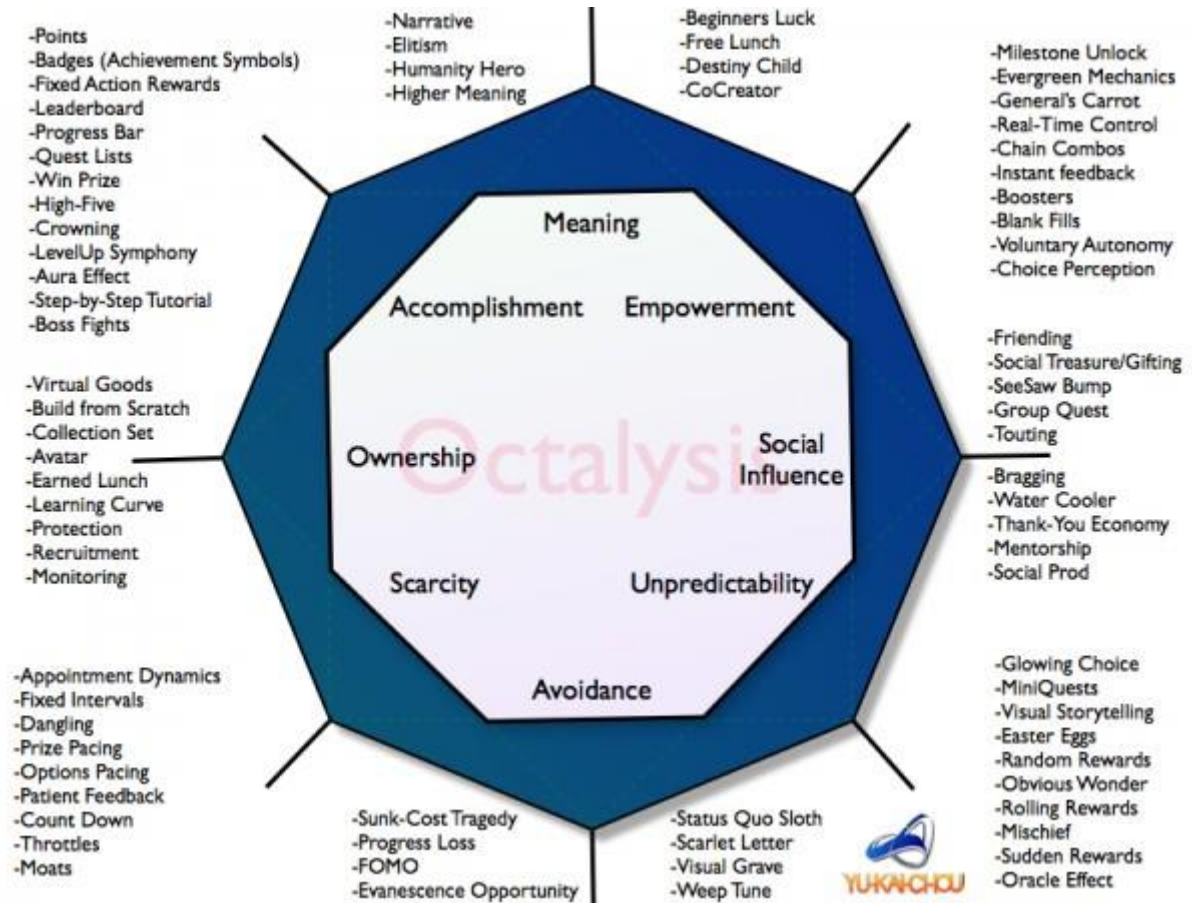 -Narrative
-Elitism
-Humanity Hero
-Higher Meaning
-Beginners Luck
-Free Lunch
-Destiny Child
-CoCreator
-Points
-Badges (Achievement Symbols)
-Fixed Action Rewards
-Leaderboard
-Progress Bar
-Quest Lists
-Win Prize
-High-Five
-Crowning
-LevelUp Symphony
-Aura Effect
-Step-by-Step Tutorial
-Boss Fights
-Milestone Unlock
-Evergreen Mechanics
-General's Carrot
-Real-Time Control
-Chain Combos
-Instant feedback
-Boosters
-Blank Fills
-Voluntary Autonomy
-Choice Perception
Meaning
Accomplishment
Empowerment
Octalysis
Ownership
Social
Influence
Scarcity
Unpredictability
Avoidance
-Virtual Goods
-Build from Scratch
-Collection Set
-Avatar
-Earned Lunch
-Learning Curve
-Protection
-Recruitment
-Monitoring
-Friending
-Social Treasure/Gifting
-SeeSaw Bump
-Group Quest
-Touting
-Bragging
-Water Cooler
-Thank-You Economy
-Mentorship
-Social Prod
-Appointment Dynamics
-Fixed Intervals
-Dangling
-Prize Pacing
-Options Pacing
-Patient Feedback
-Count Down
-Throttles
-Moats
-Sunk-Cost Tragedy
-Progress Loss
-FOMO
-Evanescence Opportunity
-Status Quo Sloth
-Scarlet Letter
-Visual Grave
-Weep Tune
YU-KAI-CHOU
-Glowing Choice
-MiniQuests
-Visual Storytelling
-Easter Eggs
-Random Rewards
-Obvious Wonder
-Rolling Rewards
-Mischief
-Sudden Rewards
-Oracle Effect